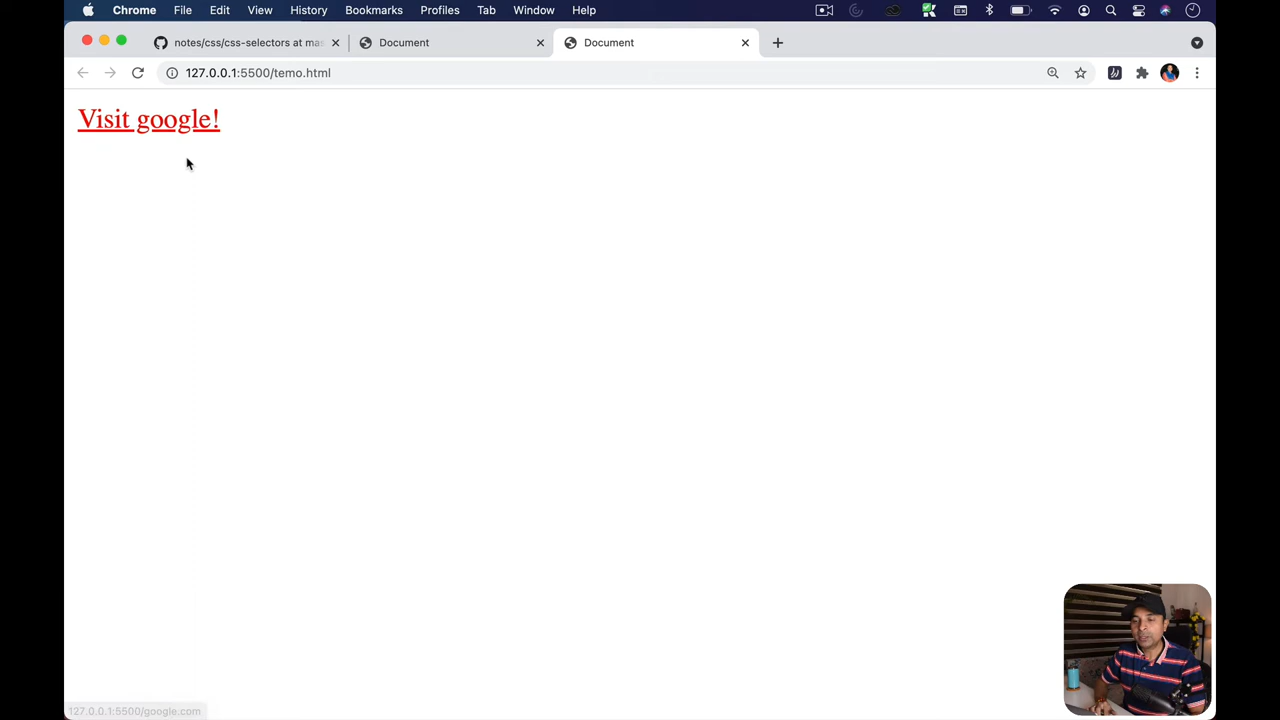 Chrome File Edit View History Bookmarks Profiles Tab Window Help
notes/css/css-selectors at mas Document Document
127.0.0.1:5500/temo.html
Visit google!
127.0.0.1:5500/google.com